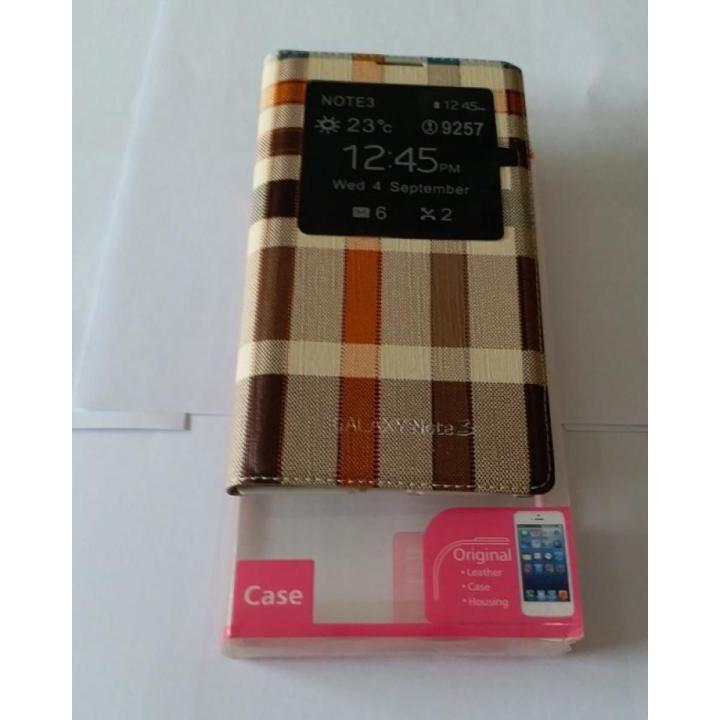 NOTE3 12:45PM
23°C 9257
12:45PM
Wed 4 September
6 2
GALAXY Note 3
Original
• Leather
• Case
• Housing
Case